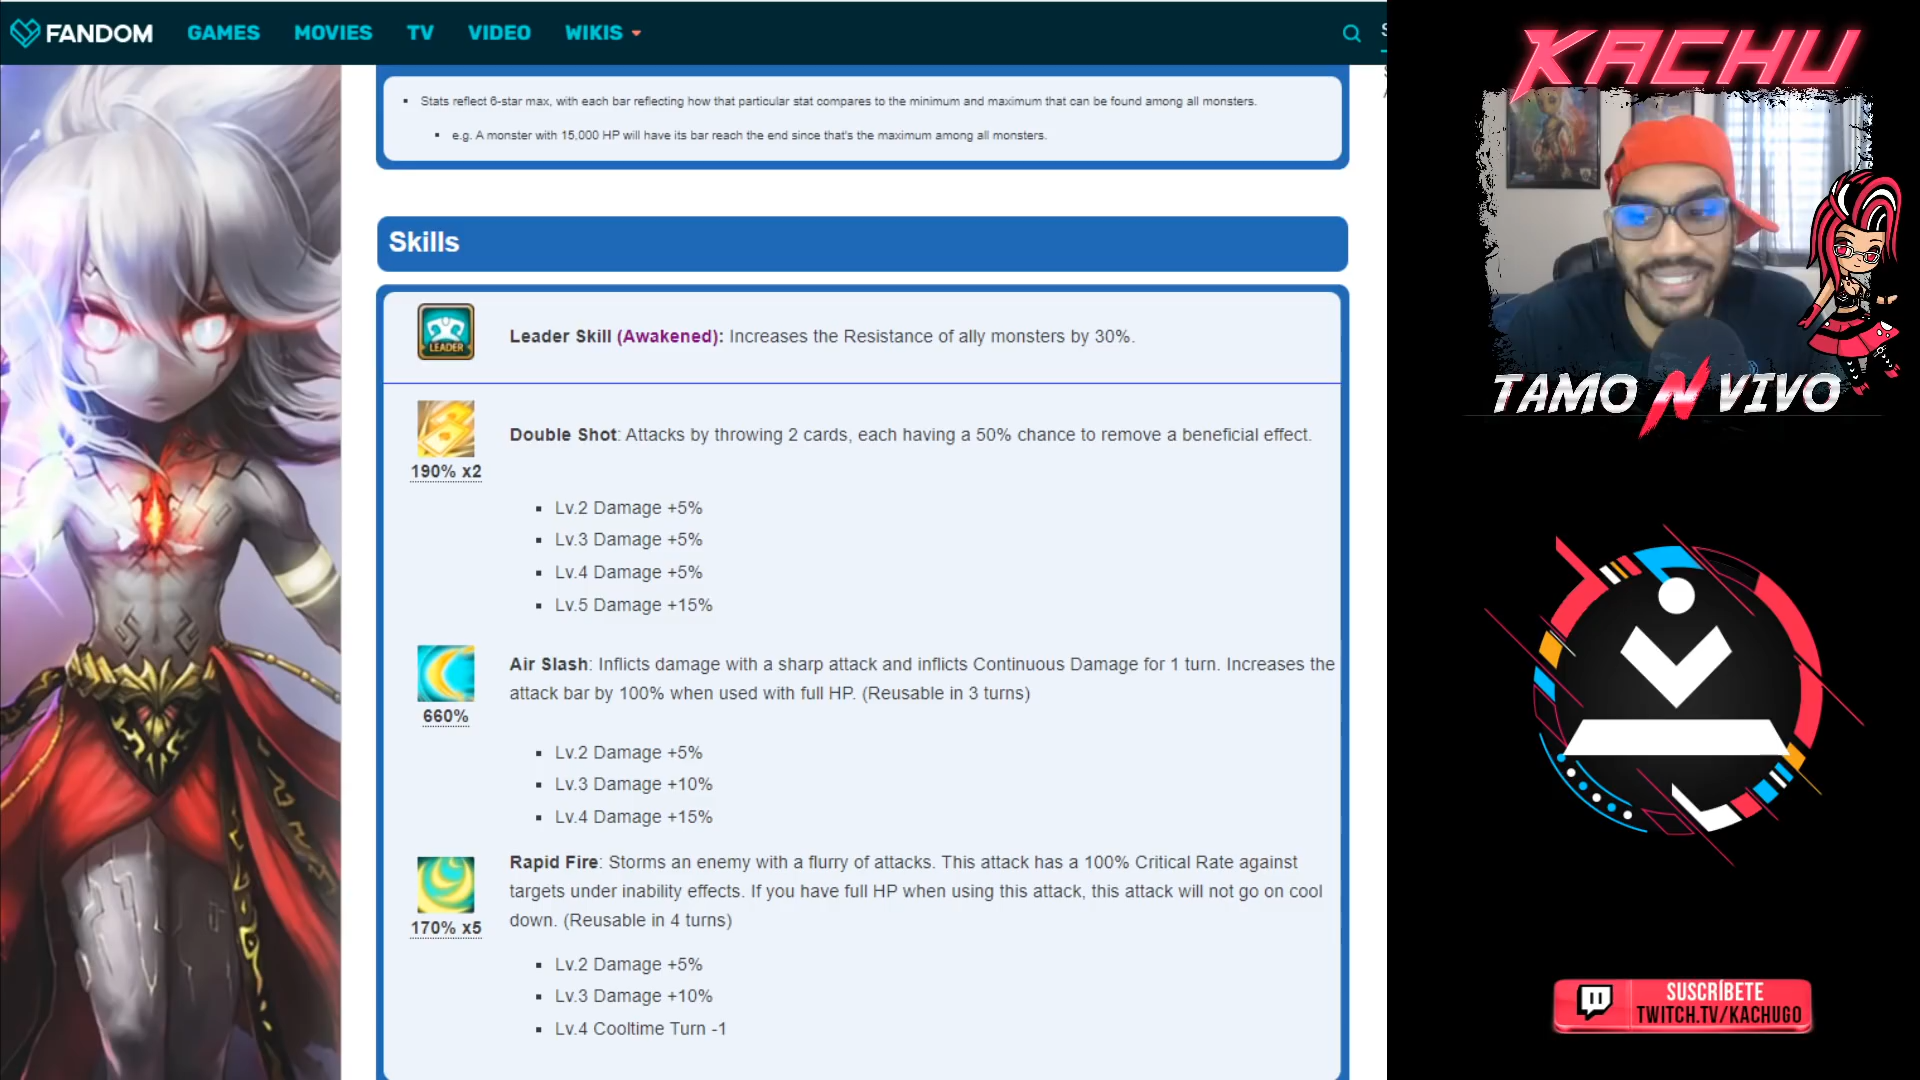 FANDOM
GAMES
MOVIES
TV
VIDEO
WIKIS
Stats reflect 6-star max, with each bar reflecting how that particular stat compares to the minimum and maximum that can be found among all monsters.
e.g. A monster with 15,000 HP will have its bar reach the end since that's the maximum among all monsters.
Skills
LEADER
Leader Skill (Awakened): Increases the Resistance of ally monsters by 30%.
Double Shot: Attacks by throwing 2 cards, each having a 50% chance to remove a beneficial effect.
190% x2
Lv.2 Damage +5%
Lv.3 Damage +5%
Lv.4 Damage +5%
Lv.5 Damage +15%
Air Slash: Inflicts damage with a sharp attack and inflicts Continuous Damage for 1 turn. Increases the
attack bar by 100% when used with full HP. (Reusable in 3 turns)
660%
Lv.2 Damage +5%
Lv.3 Damage +10%
Lv.4 Damage +15%
Rapid Fire: Storms an enemy with a flurry of attacks. This attack has a 100% Critical Rate against
targets under inability effects. If you have full HP when using this attack, this attack will not go on cool
down. (Reusable in 4 turns)
170% x5
Lv.2 Damage +5%
Lv.3 Damage +10%
Lv.4 Cooltime Turn -1
KACHU
TAMO N VIVO
SUSCRÍBETE
TWITCH.TV/KACHUGO